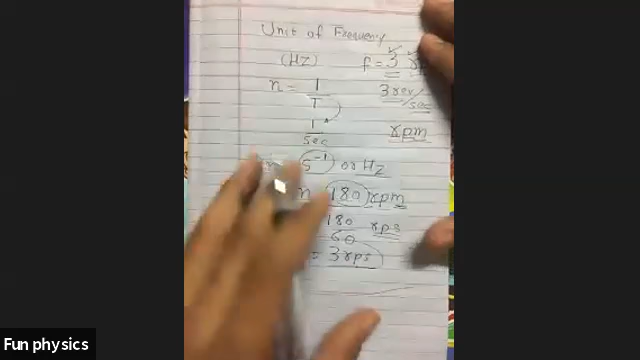 Unit of Frequency
(Hz) f = 3
n = 1/T 3 rev/sec
1/sec rpm
s⁻¹ or Hz
n 180 rpm
180/60 rps
= 3 rps
Fun physics